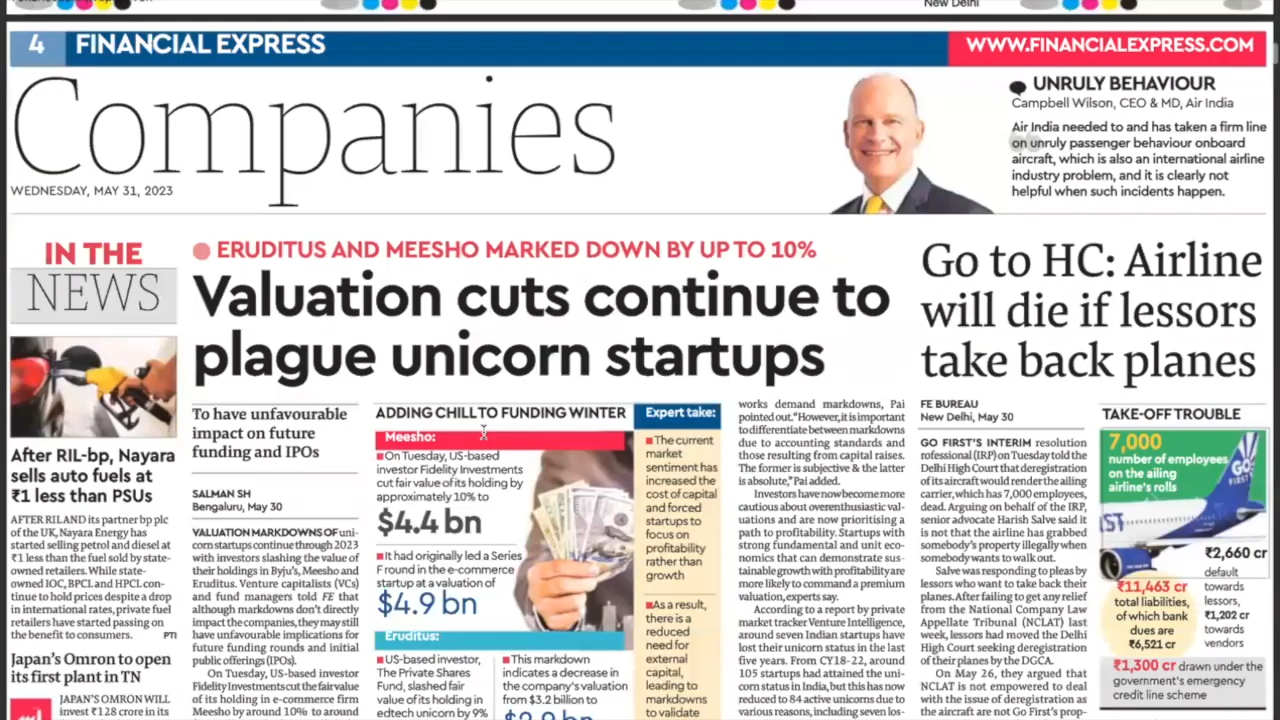 New Delhi
4 FINANCIAL EXPRESS
WWW.FINANCIALEXPRESS.COM
Companies
WEDNESDAY, MAY 31, 2023
UNRULY BEHAVIOUR
Campbell Wilson, CEO & MD, Air India
Air India needed to and has taken a firm line
on unruly passenger behaviour onboard
aircraft, which is also an international airline
industry problem, and it is clearly not
helpful when such incidents happen.
IN THE
NEWS
After RIL-bp, Nayara
sells auto fuels at
₹1 less than PSUs
AFTER RIL AND its partner bp plc
of the UK, Nayara Energy has
started selling petrol and diesel at
₹1 less than the fuel sold by state-
owned retailers. While state-
owned IOC, BPCL and HPCL con-
tinue to hold prices despite a drop
in international rates, private fuel
retailers have started passing on
the benefit to consumers. PTI
Japan's Omron to open
its first plant in TN
JAPAN'S OMRON WILL
invest ₹128 crore in its
ERUDITUS AND MEESHO MARKED DOWN BY UP TO 10%
Valuation cuts continue to
plague unicorn startups
To have unfavourable
impact on future
funding and IPOs
SALMAN SH
Bengaluru, May 30
VALUATION MARKDOWNS OF uni-
corn startups continue through 2023
with investors slashing the value of
their holdings in Byju's, Meesho and
Eruditus. Venture capitalists (VCs)
and fund managers told FE that
although markdowns don't directly
impact the companies, they may still
have unfavourable implications for
future funding rounds and initial
public offerings (IPOs).
On Tuesday, US-based investor
Fidelity Investments cut the fair value
of its holding in e-commerce firm
Meesho by around 10% to around
ADDING CHILL TO FUNDING WINTER
Meesho:
On Tuesday, US-based
investor Fidelity Investments
cut fair value of its holding by
approximately 10% to
$4.4 bn
It had originally led a Series
F round in the e-commerce
startup at a valuation of
$4.9 bn
Eruditus:
US-based investor,
The Private Shares
Fund, slashed fair
value of its holding in
edtech unicorn by 9%
This markdown
indicates a decrease in
the company's valuation
from $3.2 billion to
Expert take:
The current
market
sentiment has
increased the
cost of capital
and forced
startups to
focus on
profitability
rather than
growth
As a result,
there is a
reduced
need for
external
capital,
leading to
markdowns
to validate
works demand markdowns, Pai
pointed out. "However, it is important
to differentiate between markdowns
due to accounting standards and
those resulting from capital raises.
The former is subjective & the latter
is absolute," Pai added.
Investors have now become more
cautious about overenthusiastic val-
uations and are now prioritising a
path to profitability. Startups with
strong fundamental and unit eco-
nomics that can demonstrate sus-
tainable growth with profitability are
more likely to command a premium
valuation, experts say.
According to a report by private
market tracker Venture Intelligence,
around seven Indian startups have
lost their unicorn status in the last
five years. From CY18-22, around
105 startups had attained the uni-
corn status in India, but this has now
reduced to 84 active unicorns due to
various reasons, including seven los-
Go to HC: Airline
will die if lessors
take back planes
FE BUREAU
New Delhi, May 30
GO FIRST'S INTERIM resolution
rofessional (IRP) on Tuesday told the
Delhi High Court that deregistration
of its aircraft would render the ailing
carrier, which has 7,000 employees,
dead. Arguing on behalf of the IRP,
senior advocate Harish Salve said it
is not that the airline has grabbed
somebody's property illegally when
somebody wants to walk out.
Salve was responding to pleas by
lessors who want to take back their
planes. After failing to get any relief
from the National Company Law
Appellate Tribunal (NCLAT) last
week, lessors had moved the Delhi
High Court seeking deregistration
of their planes by the DGCA.
On May 26, they argued that
NCLAT is not empowered to deal
with the issue of deregistration as
the aircraft are not Go First's prop-
TAKE-OFF TROUBLE
7,000
number of employees
on the ailing
airline's rolls
GO
FIRST
ST
₹2,660 cr
default
towards
lessors,
₹1,202 cr
towards
vendors
₹11,463 cr
total liabilities,
of which bank
dues are
₹6,521 cr
₹1,300 cr drawn under the
government's emergency
credit line scheme